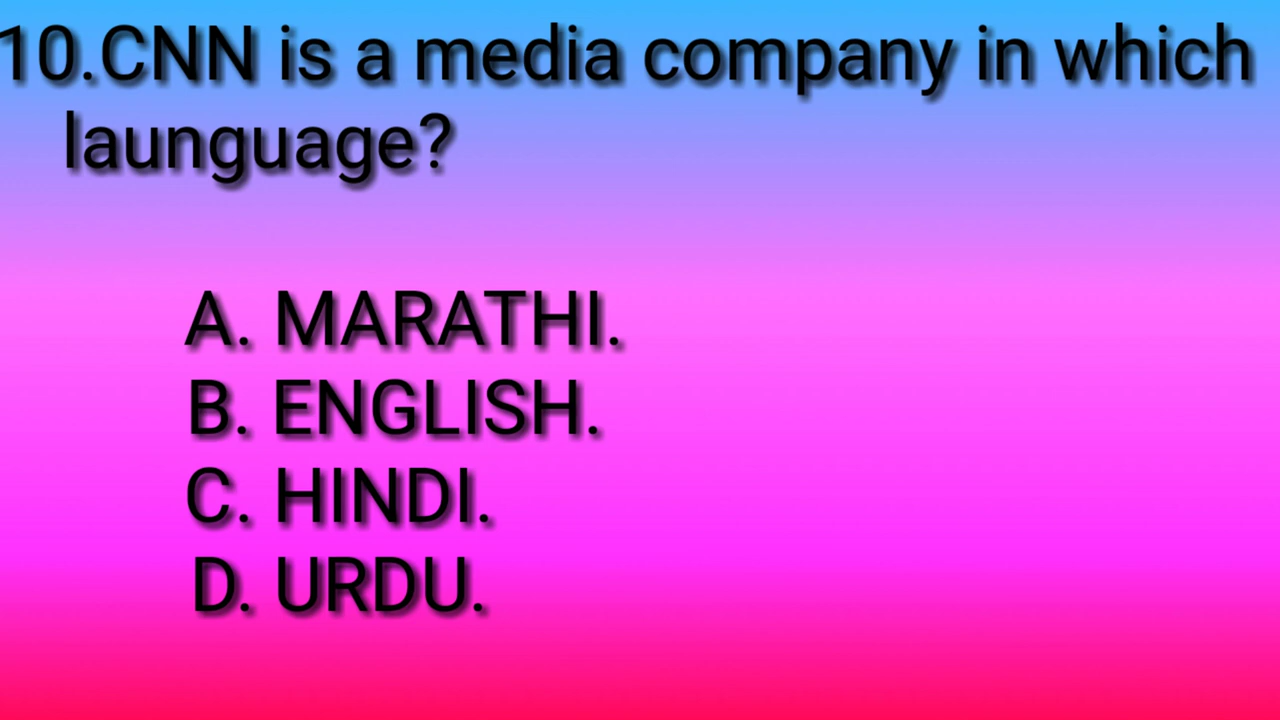 10.CNN is a media company in which
launguage?
A. MARATHI.
B. ENGLISH.
C. HINDI.
D. URDU.